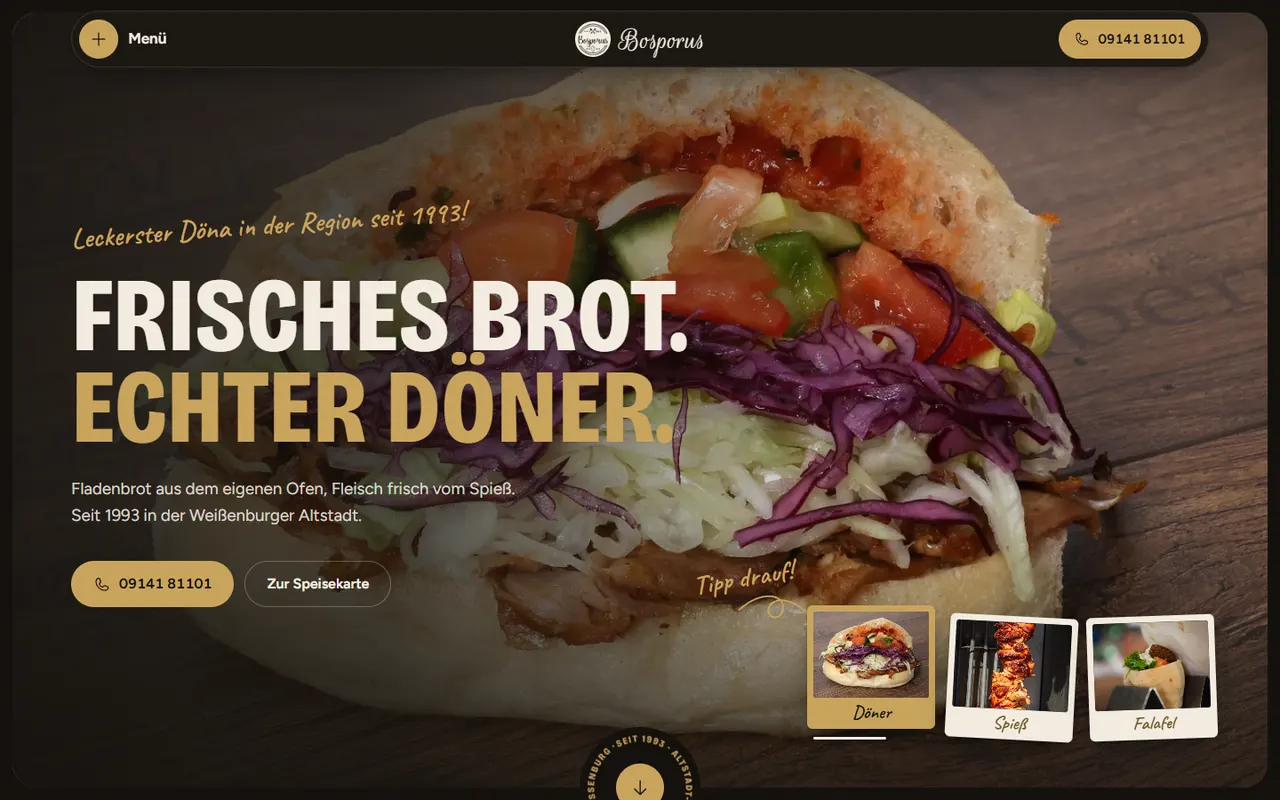 Menü
Bosporus
Bosporus
09141 81101
Leckerster Döna in der Region seit 1993!
FRISCHES BROT.
ECHTER DÖNER.
Fladenbrot aus dem eigenen Ofen, Fleisch frisch vom Spieß.
Seit 1993 in der Weißenburger Altstadt.
09141 81101
Zur Speisekarte
Tipp drauf!
Döner
Spieß
Falafel
SSENBURG · SEIT 1993 · ALTSTADT